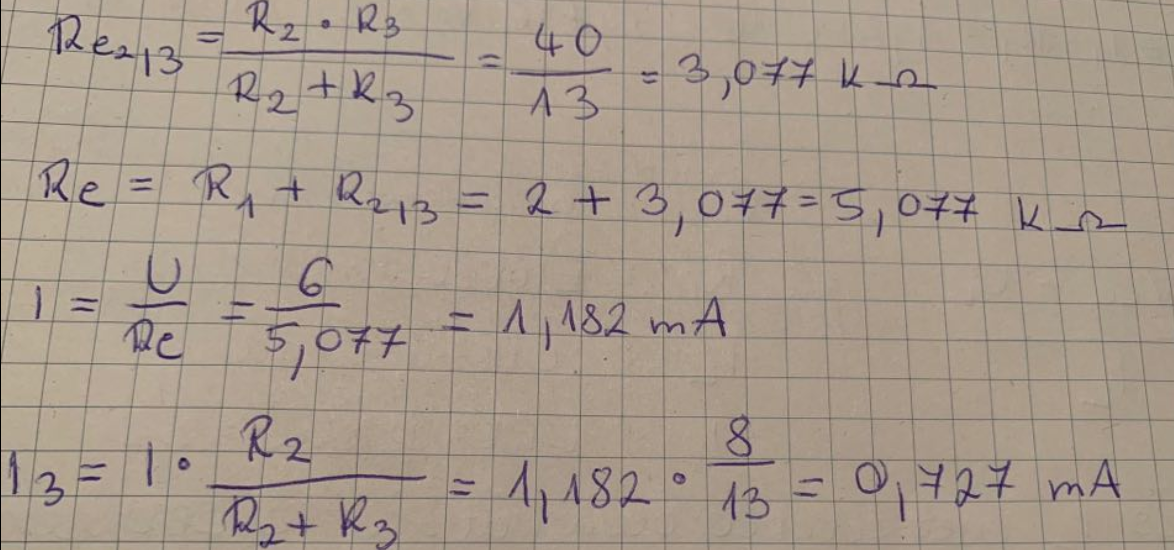 Re₂,₃ = (R₂ · R₃) / (R₂ + R₃) = 40 / 13 = 3,077 kΩ
Re = R₁ + R₂,₃ = 2 + 3,077 = 5,077 kΩ
I = U / Re = 6 / 5,077 = 1,182 mA
I₃ = I · R₂ / (R₂ + R₃) = 1,182 · 8 / 13 = 0,727 mA